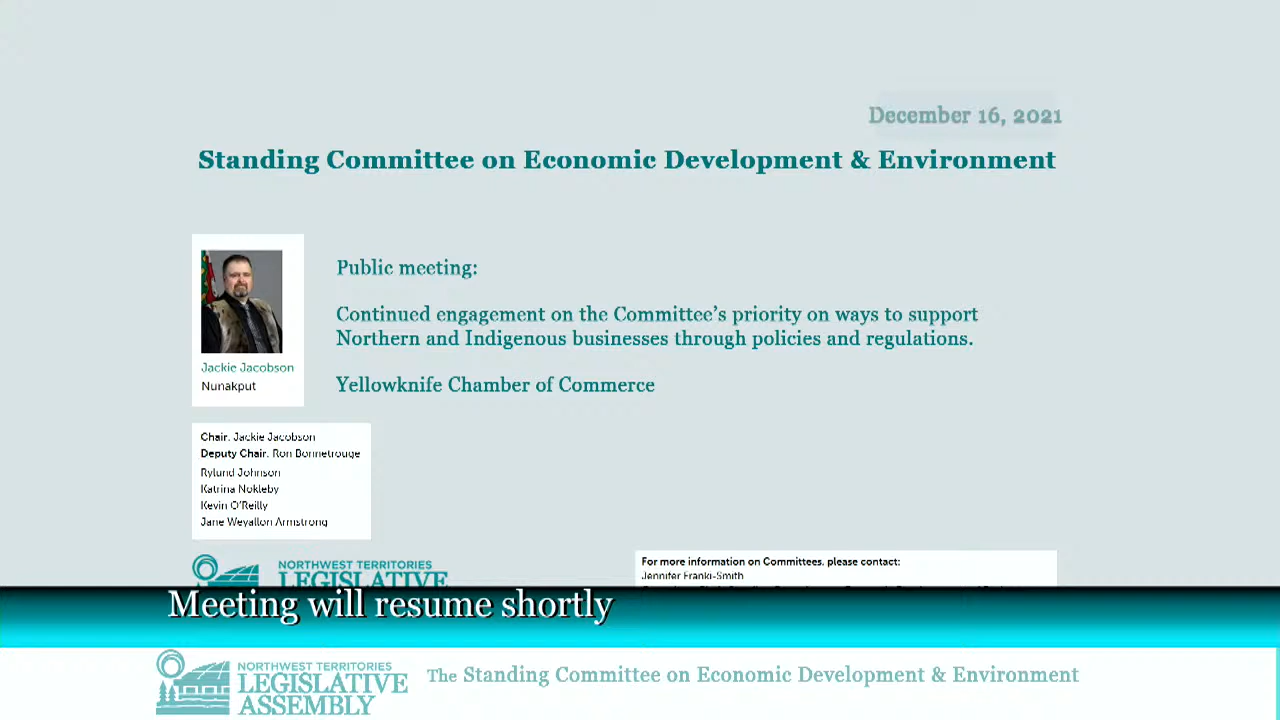 December 16, 2021
Standing Committee on Economic Development & Environment
Public meeting:
Continued engagement on the Committee's priority on ways to support
Northern and Indigenous businesses through policies and regulations.
Yellowknife Chamber of Commerce
Jackie Jacobson
Nunakput
Chair: Jackie Jacobson
Deputy Chair: Ron Bonnetrouge
Rylund Johnson
Katrina Nokleby
Kevin O'Reilly
Jane Weyallon Armstrong
NORTHWEST TERRITORIES
LEGISLATIVE
For more information on Committees, please contact:
Jennifer Franki-Smith
Meeting will resume shortly
NORTHWEST TERRITORIES
LEGISLATIVE
ASSEMBLY
The Standing Committee on Economic Development & Environment